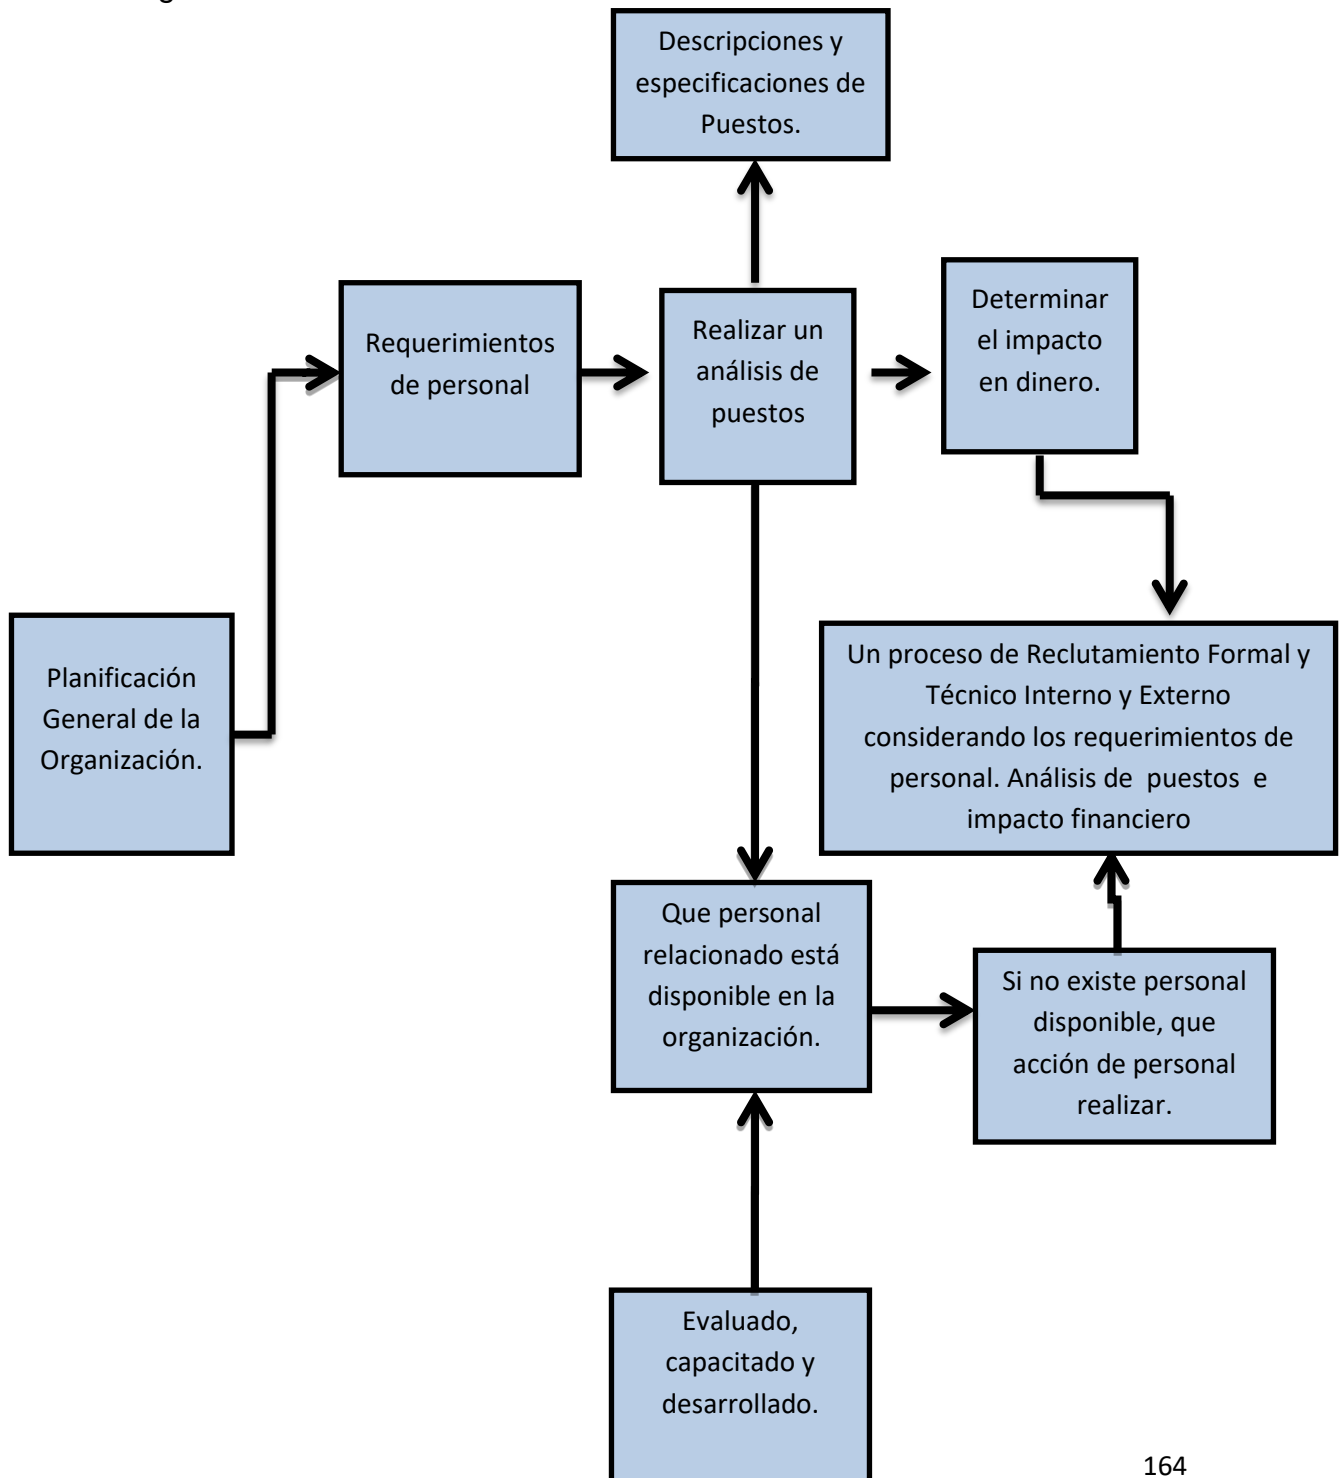 Descripciones y
especificaciones de
Puestos.
Requerimientos
de personal
Realizar un
análisis de
puestos
Determinar
el impacto
en dinero.
Planificación
General de la
Organización.
Un proceso de Reclutamiento Formal y
Técnico Interno y Externo
considerando los requerimientos de
personal. Análisis de  puestos  e
impacto financiero
Que personal
relacionado está
disponible en la
organización.
Si no existe personal
disponible, que
acción de personal
realizar.
Evaluado,
capacitado y
desarrollado.
164